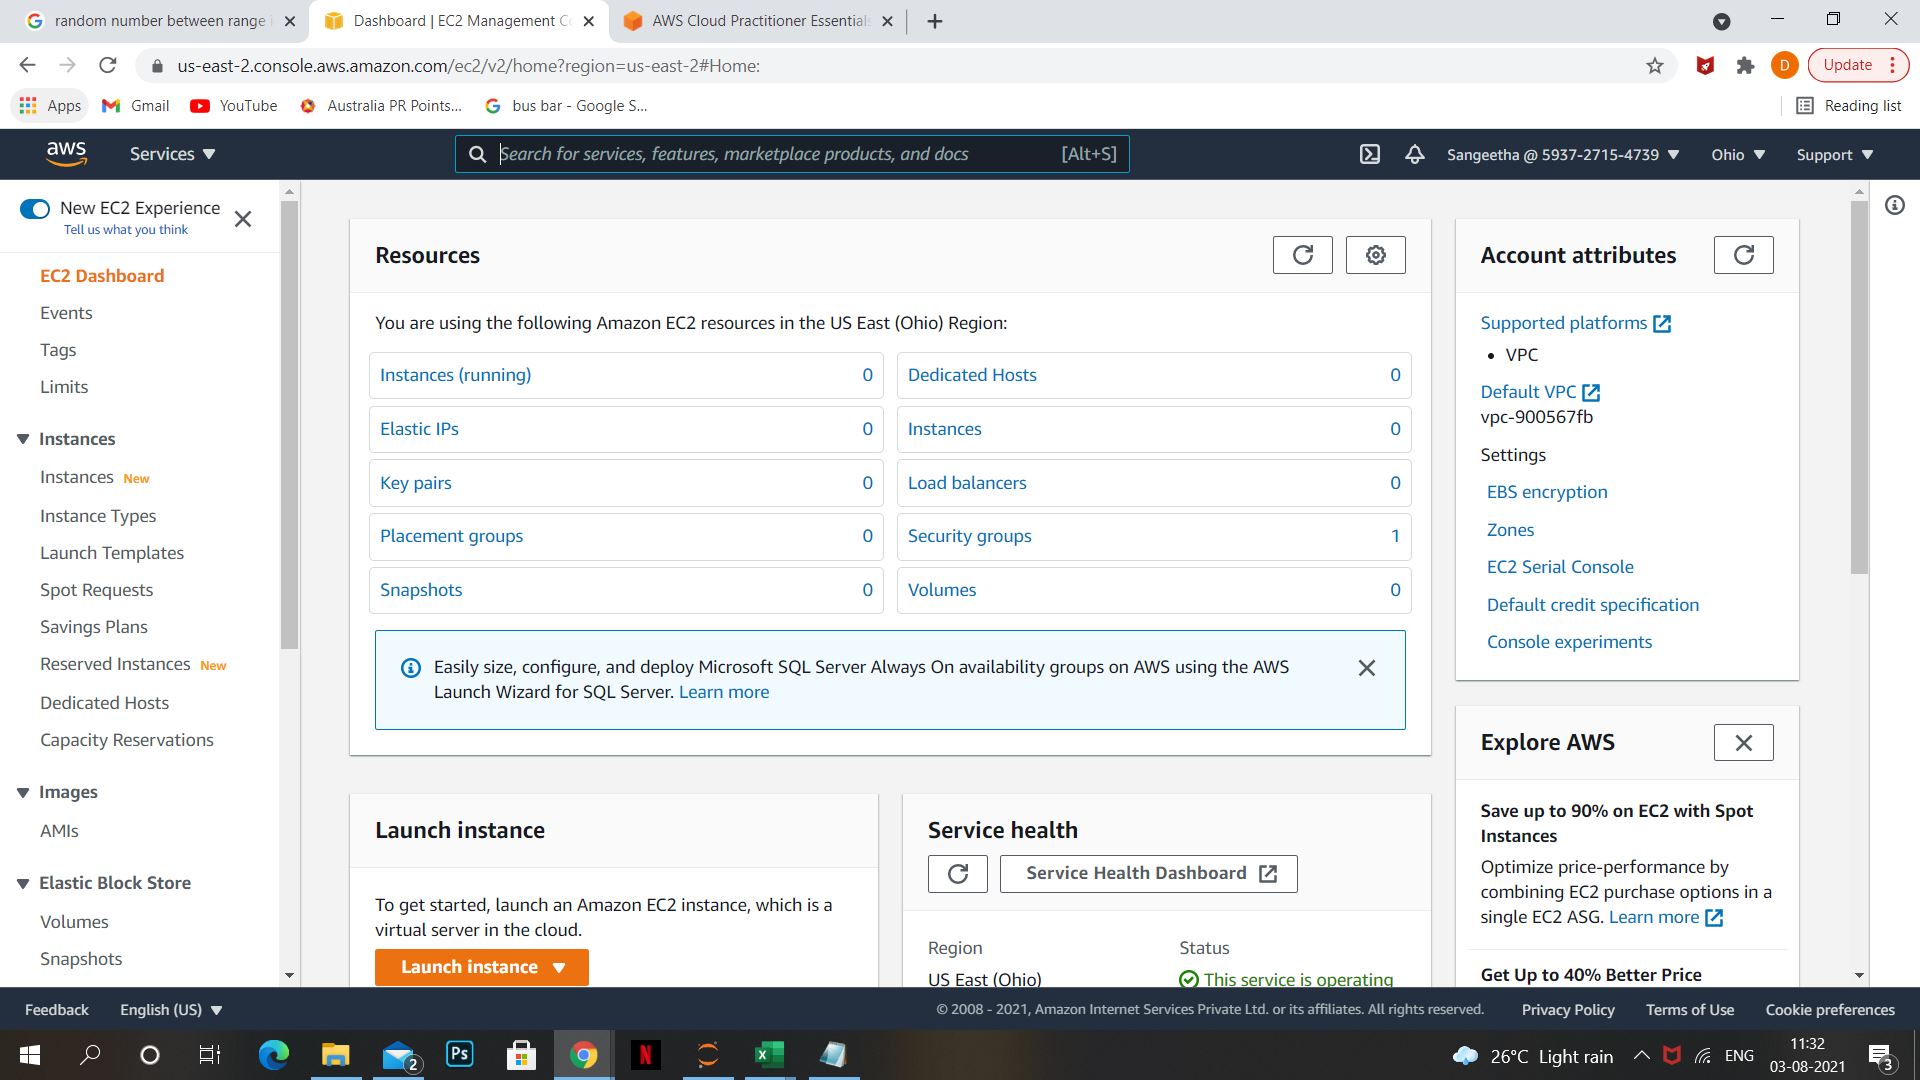 random number between range i
Dashboard | EC2 Management Co
AWS Cloud Practitioner Essentials
us-east-2.console.aws.amazon.com/ec2/v2/home?region=us-east-2#Home:
D
Update
Apps
Gmail
YouTube
Australia PR Points...
bus bar - Google S...
Reading list
aws
Services
Search for services, features, marketplace products, and docs
[Alt+S]
Sangeetha @ 5937-2715-4739
Ohio
Support
New EC2 Experience
Tell us what you think
EC2 Dashboard
Events
Tags
Limits
Instances
Instances New
Instance Types
Launch Templates
Spot Requests
Savings Plans
Reserved Instances New
Dedicated Hosts
Capacity Reservations
Images
AMIs
Elastic Block Store
Volumes
Snapshots
Resources
You are using the following Amazon EC2 resources in the US East (Ohio) Region:
Instances (running) 0
Dedicated Hosts 0
Elastic IPs 0
Instances 0
Key pairs 0
Load balancers 0
Placement groups 0
Security groups 1
Snapshots 0
Volumes 0
Easily size, configure, and deploy Microsoft SQL Server Always On availability groups on AWS using the AWS
Launch Wizard for SQL Server. Learn more
Launch instance
To get started, launch an Amazon EC2 instance, which is a
virtual server in the cloud.
Launch instance
Service health
Service Health Dashboard
Region
Status
US East (Ohio)
This service is operating
Account attributes
Supported platforms
• VPC
Default VPC
vpc-900567fb
Settings
EBS encryption
Zones
EC2 Serial Console
Default credit specification
Console experiments
Explore AWS
Save up to 90% on EC2 with Spot
Instances
Optimize price-performance by
combining EC2 purchase options in a
single EC2 ASG. Learn more
Get Up to 40% Better Price
Feedback
English (US)
© 2008 - 2021, Amazon Internet Services Private Ltd. or its affiliates. All rights reserved.
Privacy Policy
Terms of Use
Cookie preferences
2
Ps
N
X
26°C Light rain
ENG
11:32
03-08-2021
3